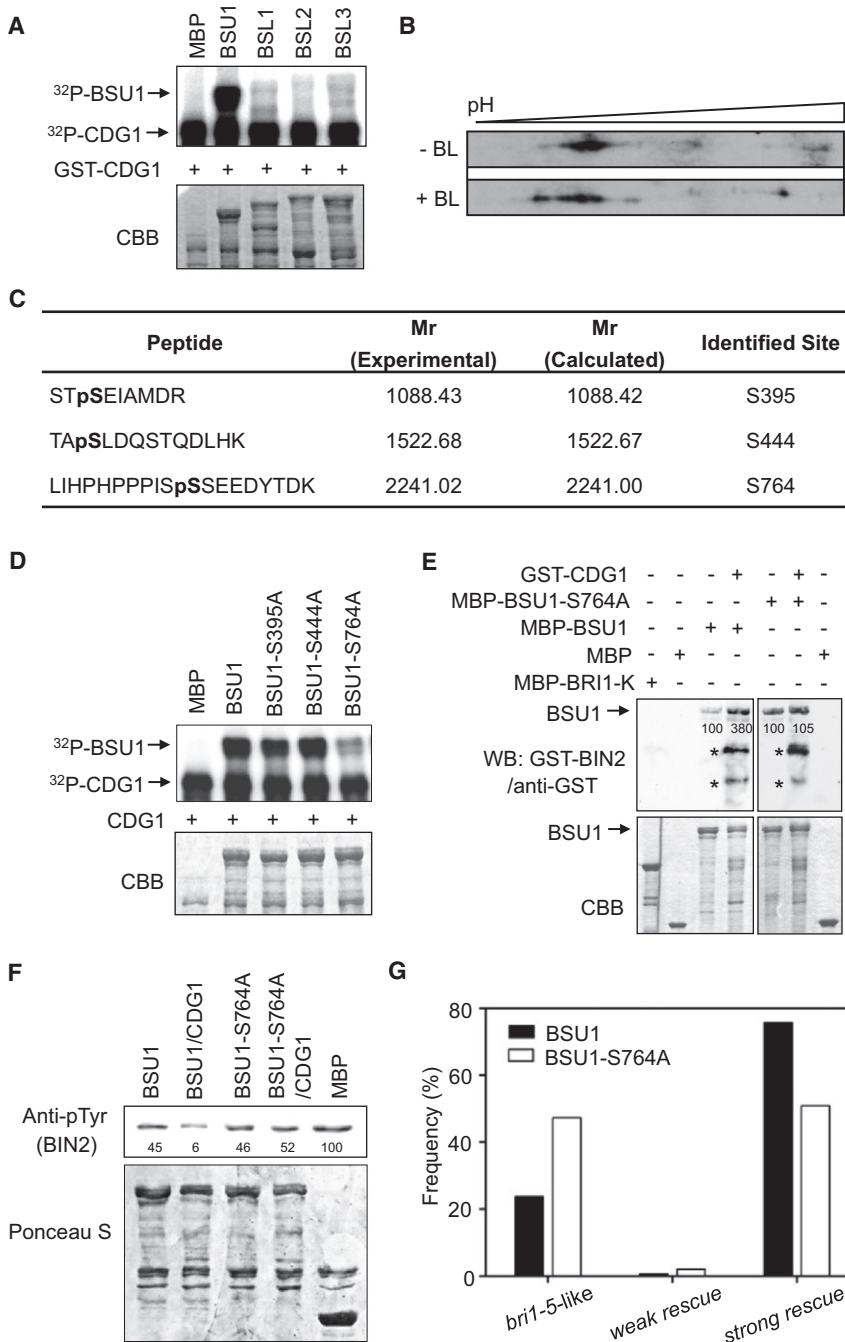 A
MBP
BSU1
BSL1
BSL2
BSL3
32P-BSU1
32P-CDG1
GST-CDG1 + + + + +
CBB
B
pH
- BL
+ BL
C
Peptide Mr (Experimental) Mr (Calculated) Identified Site
STpSEIAMDR 1088.43 1088.42 S395
TApSLDQSTQDLHK 1522.68 1522.67 S444
LIHPHPPPISpSSEEDYTDK 2241.02 2241.00 S764
D
MBP
BSU1
BSU1-S395A
BSU1-S444A
BSU1-S764A
32P-BSU1
32P-CDG1
CDG1 + + + + +
CBB
E
GST-CDG1 - - - + - + -
MBP-BSU1-S764A - - - - + + -
MBP-BSU1 - - + + - - -
MBP - + - - - - +
MBP-BRI1-K + - - - - - -
BSU1
100 380 100 105
WB: GST-BIN2 * *
/anti-GST * *
BSU1
CBB
F
BSU1
BSU1/CDG1
BSU1-S764A
BSU1-S764A
/CDG1
MBP
Anti-pTyr
(BIN2)
45 6 46 52 100
Ponceau S
G
80
60
40
20
0
Frequency (%)
BSU1
BSU1-S764A
bri1-5-like
weak rescue
strong rescue